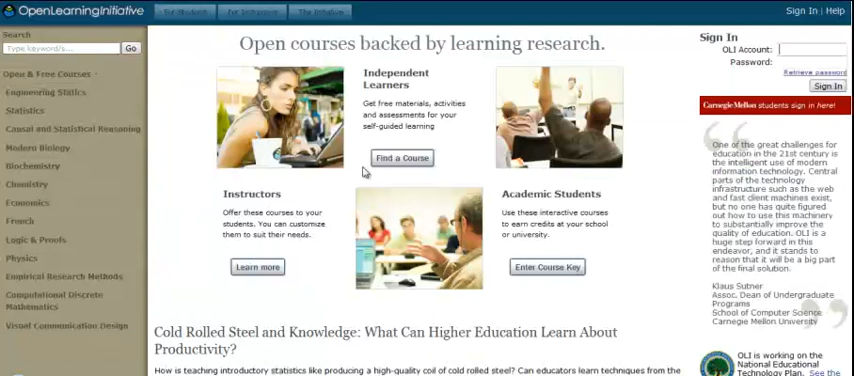 OpenLearningInitiative
For Students
For Instructors
The Initiative
Sign In | Help
Search
Type keyword/s...
Go
Open & Free Courses
Engineering Statics
Statistics
Causal and Statistical Reasoning
Modern Biology
Biochemistry
Chemistry
Economics
French
Logic & Proofs
Physics
Empirical Research Methods
Computational Discrete
Mathematics
Visual Communication Design
Open courses backed by learning research.
Independent
Learners
Get free materials, activities
and assessments for your
self-guided learning
Find a Course
Instructors
Offer these courses to your
students. You can customize
them to suit their needs.
Learn more
Academic Students
Use these interactive courses
to earn credits at your school
or university.
Enter Course Key
Cold Rolled Steel and Knowledge: What Can Higher Education Learn About
Productivity?
How is teaching introductory statistics like producing a high-quality coil of cold rolled steel? Can educators learn techniques from the
Sign In
OLI Account:
Password:
Retrieve password
Sign In
CarnegieMellon students sign in here!
One of the great challenges for
education in the 21st century is
the intelligent use of modern
information technology. Central
parts of the technology
infrastructure such as the web
and fast client machines exist,
but no one has quite figured
out how to use this machinery
to substantially improve the
quality of education. OLI is a
huge step forward in this
endeavor, and it stands to
reason that it will be a big part
of the final solution.
Klaus Sutner
Assoc. Dean of Undergraduate
Programs
School of Computer Science
Carnegie Mellon University
OLI is working on the
National Educational
Technology Plan. See the